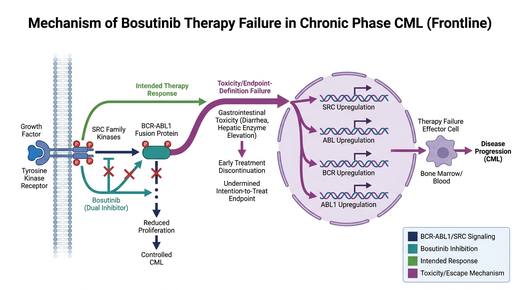 Mechanism of Bosutinib Therapy Failure in Chronic Phase CML (Frontline)
Growth
Factor
Tyrosine
Kinase
Receptor
P
P
P
P
SRC Family
Kinases
Bosutinib
(Dual Inhibitor)
Intended Therapy
Response
BCR-ABL1
Fusion Protein
P
P
P
P
Reduced
Proliferation
Controlled
CML
Toxicity/Endpoint-
Definition Failure
Gastrointestinal
Toxicity (Diarrhea,
Hepatic Enzyme
Elevation)
Early Treatment
Discontinuation
Undermined
Intention-to-Treat
Endpoint
SRC Upregulation
ABL Upregulation
BCR Upregulation
ABL1 Upregulation
Therapy Failure
Effector Cell
Bone Marrow/
Blood
Disease
Progression
(CML)
BCR-ABL1/SRC Signaling
Bosutinib Inhibition
Intended Response
Toxicity/Escape Mechanism